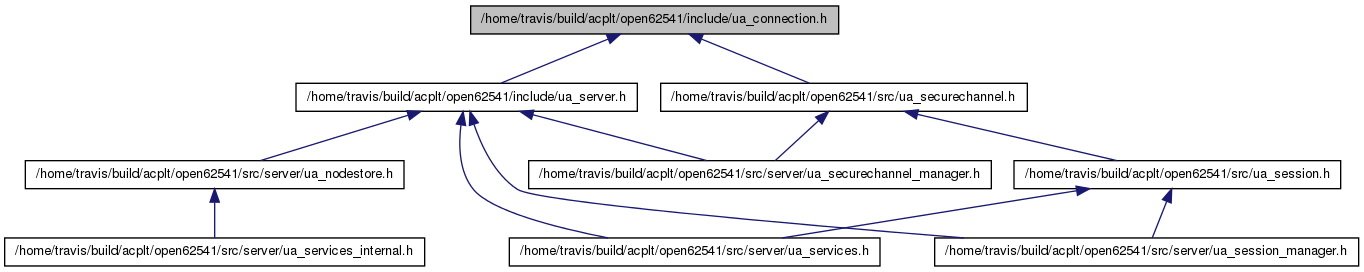 /home/travis/build/acplt/open62541/include/ua_connection.h
/home/travis/build/acplt/open62541/include/ua_server.h
/home/travis/build/acplt/open62541/src/ua_securechannel.h
/home/travis/build/acplt/open62541/src/server/ua_nodestore.h
/home/travis/build/acplt/open62541/src/server/ua_securechannel_manager.h
/home/travis/build/acplt/open62541/src/ua_session.h
/home/travis/build/acplt/open62541/src/server/ua_services_internal.h
/home/travis/build/acplt/open62541/src/server/ua_services.h
/home/travis/build/acplt/open62541/src/server/ua_session_manager.h